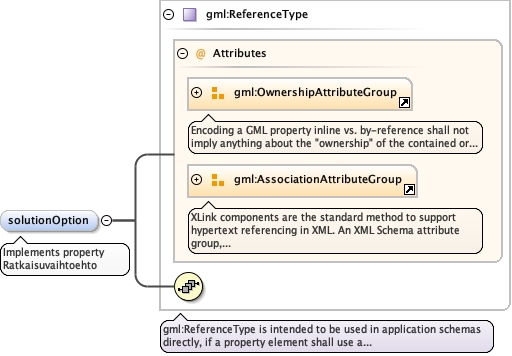 gml:ReferenceType
@ Attributes
gml:OwnershipAttributeGroup
Encoding a GML property inline vs. by-reference shall not
imply anything about the "ownership" of the contained or...
gml:AssociationAttributeGroup
XLink components are the standard method to support
hypertext referencing in XML. An XML Schema attribute
group,...
solutionOption
Implements property
Ratkaisuvaihtoehto
gml:ReferenceType is intended to be used in application schemas
directly, if a property element shall use a...